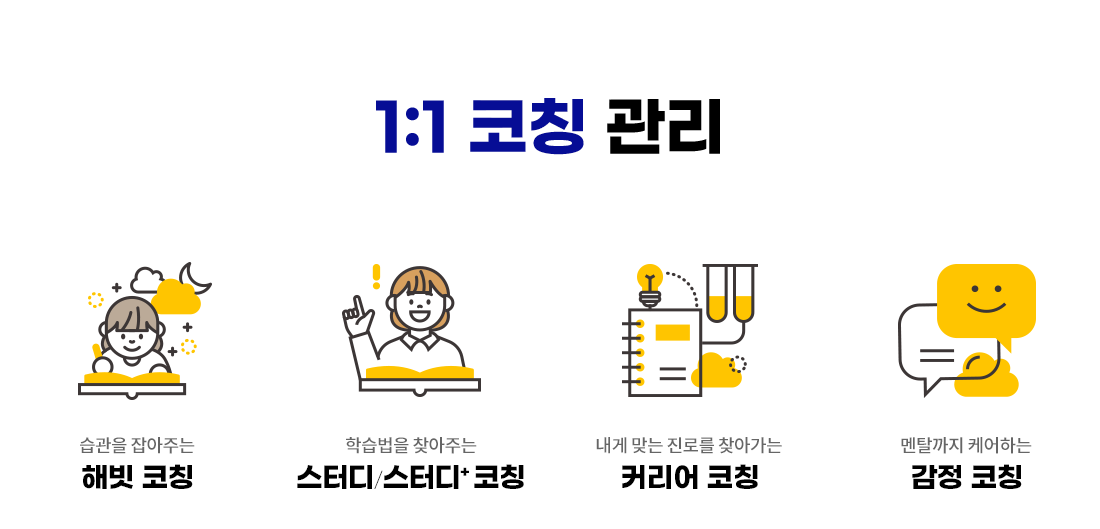 1:1 코칭 관리
습관을 잡아주는
해빗 코칭
학습법을 찾아주는
스터디/스터디+ 코칭
내게 맞는 진로를 찾아가는
커리어 코칭
멘탈까지 케어하는
감정 코칭